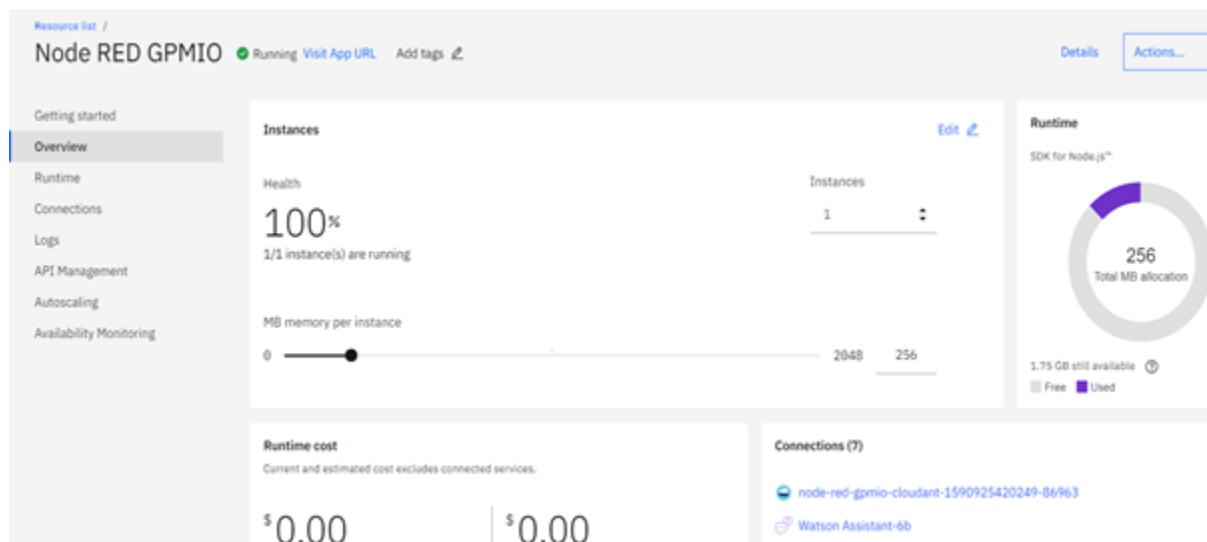 Resource list /
Node RED GPMIO Running Visit App URL Add tags
Details Actions...
Getting started
Overview
Runtime
Connections
Logs
API Management
Autoscaling
Availability Monitoring
Instances
Edit
Health
100%
1/1 instance(s) are running
Instances
1
MB memory per instance
0 2048 256
Runtime
SDK for Node.js™
256
Total MB allocation
1.75 GB still available
Free Used
Runtime cost
Current and estimated cost excludes connected services.
$0.00 $0.00
Connections (7)
node-red-gpmio-cloudant-1590925420249-86963
Watson Assistant-6b